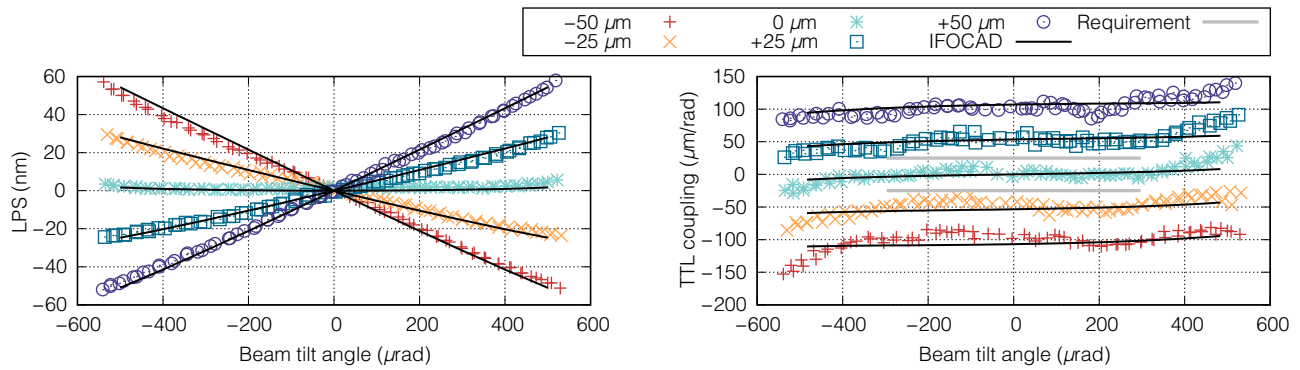 −50 µm 0 µm +50 µm Requirement
−25 µm +25 µm IFOCAD
LPS (nm)
60
40
20
0
−20
−40
−60
−600 −400 −200 0 200 400 600
Beam tilt angle (µrad)
TTL coupling (µm/rad)
150
100
50
0
−50
−100
−150
−200
−600 −400 −200 0 200 400 600
Beam tilt angle (µrad)